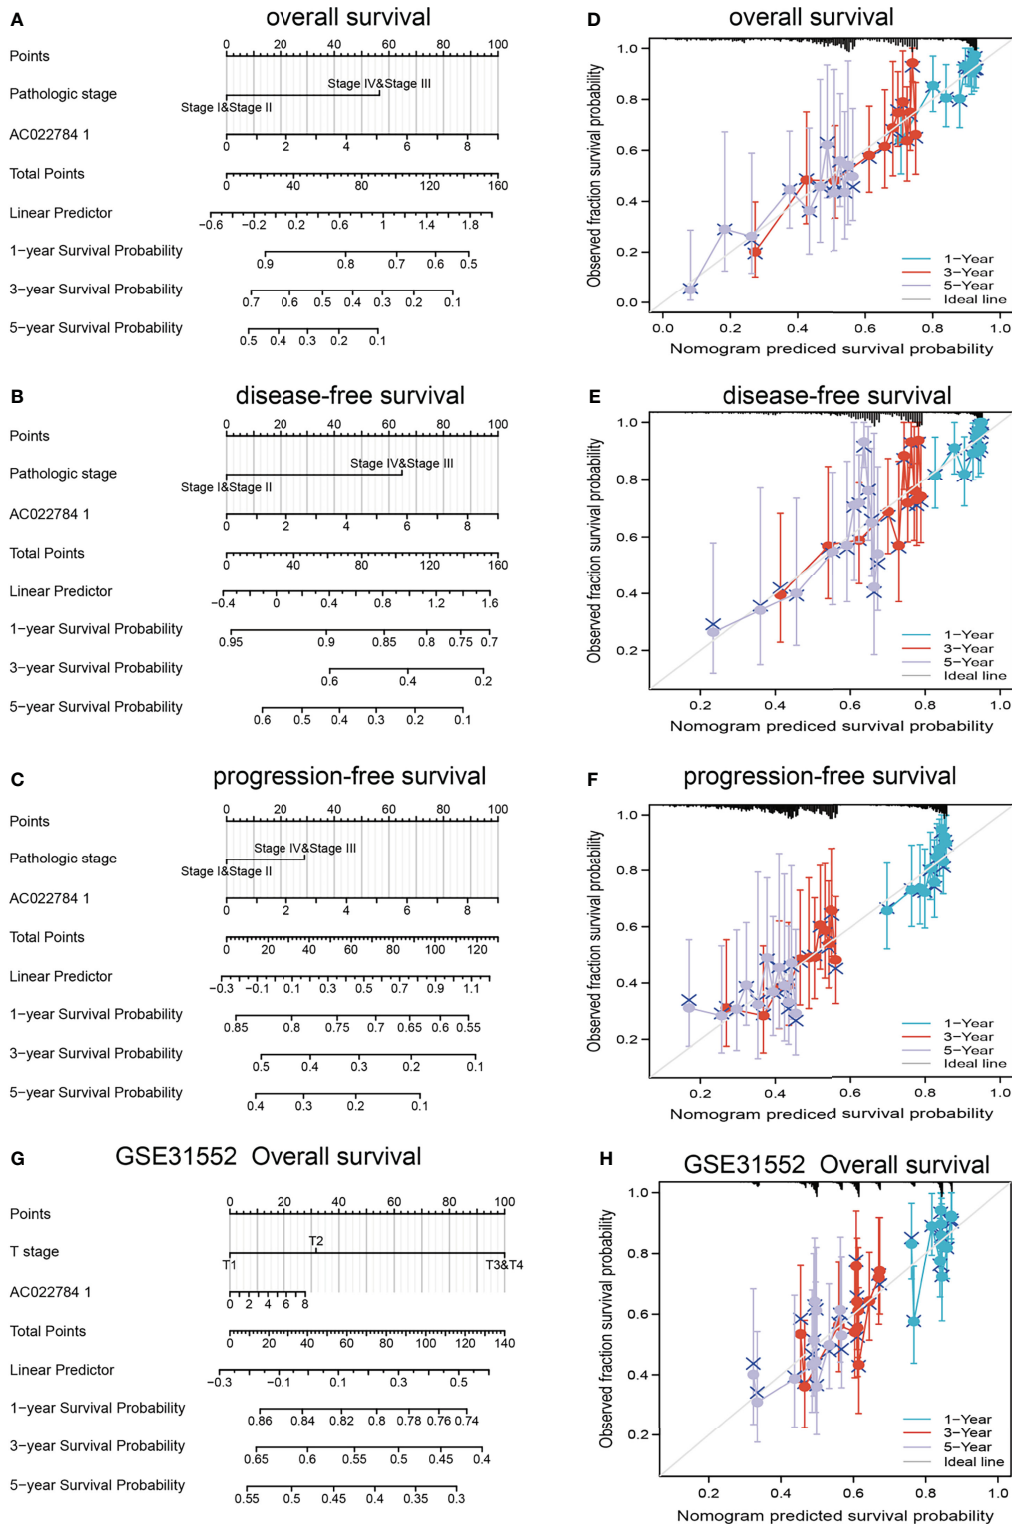 A
overall survival
0 20 40 60 80 100
Points
Pathologic stage
Stage IV&Stage III
Stage I&Stage II
AC022784 1
0 2 4 6 8
Total Points
0 40 80 120 160
Linear Predictor
−0.6 −0.2 0.2 0.6 1 1.4 1.8
1−year Survival Probability
0.9 0.8 0.7 0.6 0.5
3−year Survival Probability
0.7 0.6 0.5 0.4 0.3 0.2 0.1
5−year Survival Probability
0.5 0.4 0.3 0.2 0.1
D
overall survival
Observed fraction survival probability
1.0
0.8
0.6
0.4
0.2
0.0
1−Year
3−Year
5−Year
Ideal line
0.0 0.2 0.4 0.6 0.8 1.0
Nomogram prediced survival probability
B
disease-free survival
0 20 40 60 80 100
Points
Pathologic stage
Stage IV&Stage III
Stage I&Stage II
AC022784 1
0 2 4 6 8
Total Points
0 40 80 120 160
Linear Predictor
−0.4 0 0.4 0.8 1.2 1.6
1−year Survival Probability
0.95 0.9 0.85 0.8 0.75 0.7
3−year Survival Probability
0.6 0.4 0.2
5−year Survival Probability
0.6 0.5 0.4 0.3 0.2 0.1
E
disease-free survival
Observed fraction survival probability
1.0
0.8
0.6
0.4
0.2
1−Year
3−Year
5−Year
Ideal line
0.2 0.4 0.6 0.8 1.0
Nomogram prediced survival probability
C
progression-free survival
0 20 40 60 80 100
Points
Pathologic stage
Stage IV&Stage III
Stage I&Stage II
AC022784 1
0 2 4 6 8
Total Points
0 20 40 60 80 100 120
Linear Predictor
−0.3 −0.1 0.1 0.3 0.5 0.7 0.9 1.1
1−year Survival Probability
0.85 0.8 0.75 0.7 0.65 0.6 0.55
3−year Survival Probability
0.5 0.4 0.3 0.2 0.1
5−year Survival Probability
0.4 0.3 0.2 0.1
F
progression-free survival
Observed fraction survival probability
1.0
0.8
0.6
0.4
0.2
1−Year
3−Year
5−Year
Ideal line
0.2 0.4 0.6 0.8 1.0
Nomogram prediced survival probability
G
GSE31552 Overall survival
0 20 40 60 80 100
Points
T stage
T2
T1 T3&T4
AC022784 1
0 2 4 6 8
Total Points
0 20 40 60 80 100 120 140
Linear Predictor
−0.3 −0.1 0.1 0.3 0.5
1−year Survival Probability
0.86 0.84 0.82 0.8 0.78 0.76 0.74
3−year Survival Probability
0.65 0.6 0.55 0.5 0.45 0.4
5−year Survival Probability
0.55 0.5 0.45 0.4 0.35 0.3
H
GSE31552 Overall survival
Observed fraction survival probability
1.0
0.8
0.6
0.4
0.2
1−Year
3−Year
5−Year
Ideal line
0.2 0.4 0.6 0.8 1.0
Nomogram predicted survival probability